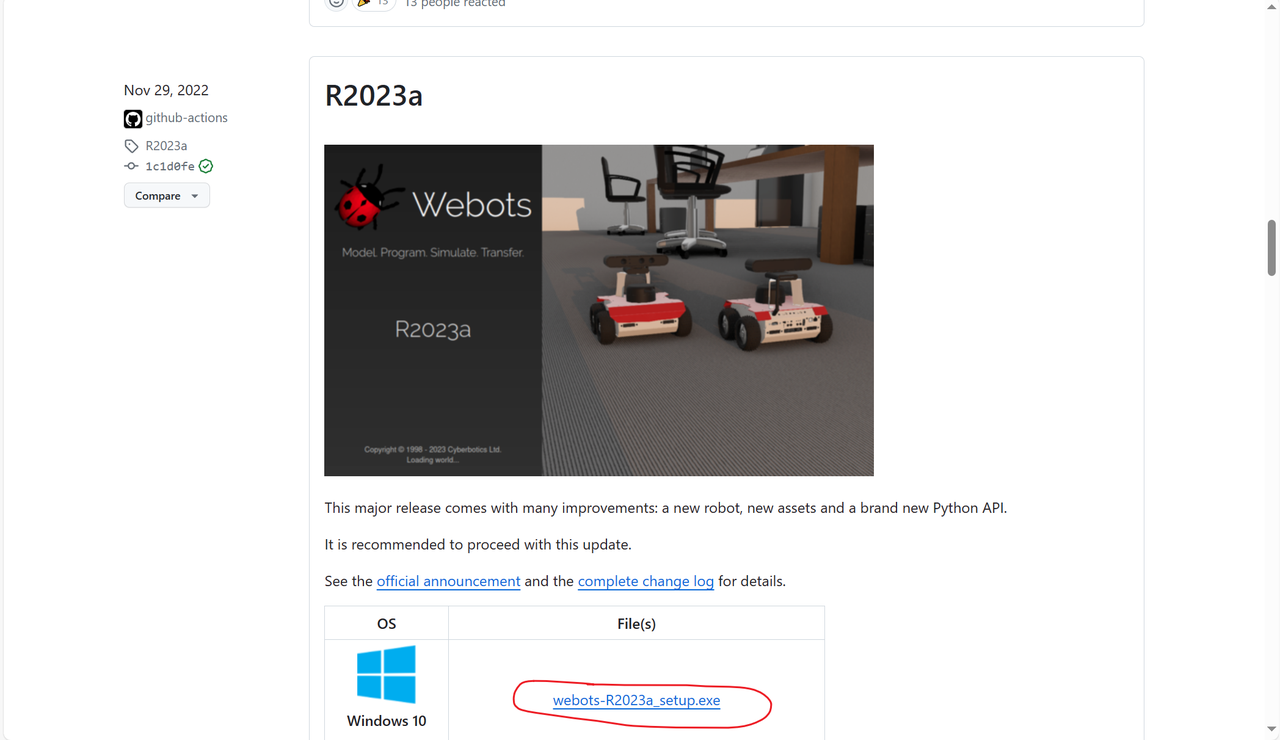 13 13 people reacted
Nov 29, 2022
github-actions
R2023a
1c1d0fe
Compare
R2023a
Webots
Model. Program. Simulate. Transfer.
R2023a
Copyright © 1998 - 2023 Cyberbotics Ltd.
Loading world...
This major release comes with many improvements: a new robot, new assets and a brand new Python API.
It is recommended to proceed with this update.
See the official announcement and the complete change log for details.
OS File(s)
webots-R2023a_setup.exe
Windows 10